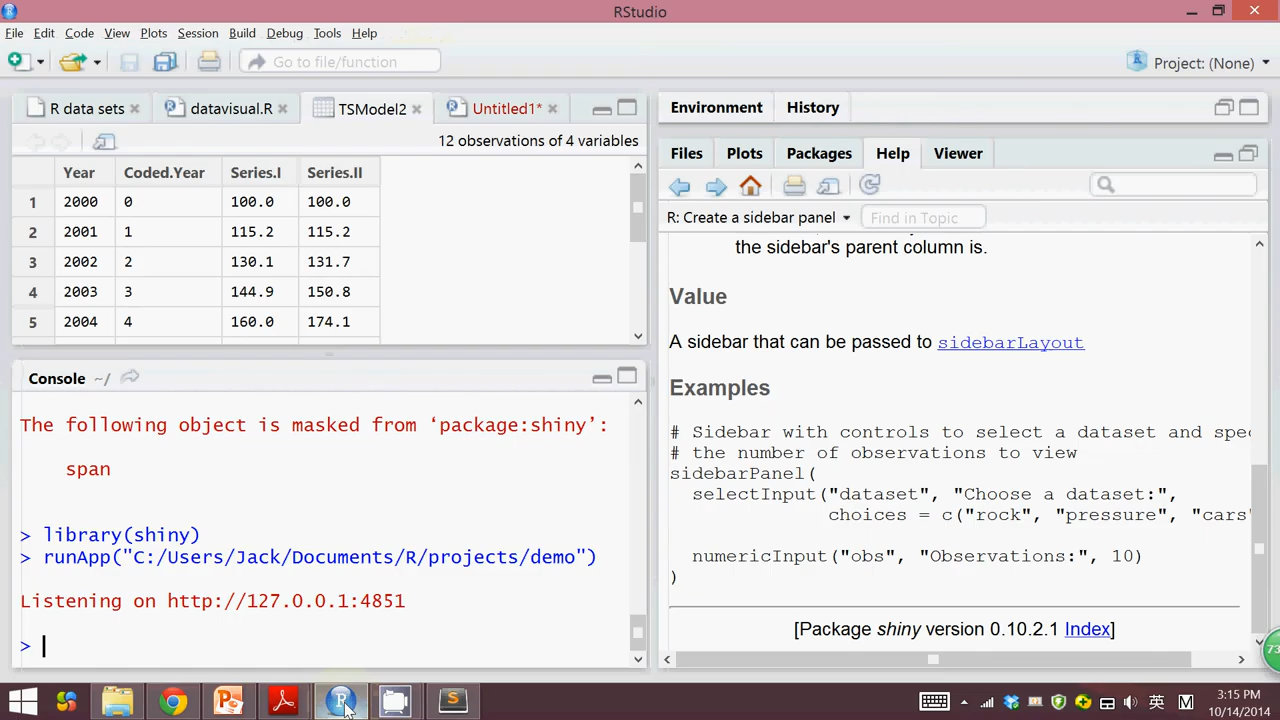 RStudio
File Edit Code View Plots Session Build Debug Tools Help
Go to file/function
Project: (None)
R data sets datavisual.R TSModel2 Untitled1*
12 observations of 4 variables
Year Coded.Year Series.I Series.II
1 2000 0 100.0 100.0
2 2001 1 115.2 115.2
3 2002 2 130.1 131.7
4 2003 3 144.9 150.8
5 2004 4 160.0 174.1
Console ~/
The following object is masked from ‘package:shiny’:
span
> library(shiny)
> runApp("C:/Users/Jack/Documents/R/projects/demo")
Listening on http://127.0.0.1:4851
>
Environment History
Files Plots Packages Help Viewer
R: Create a sidebar panel Find in Topic
the sidebar's parent column is.
Value
A sidebar that can be passed to sidebarLayout
Examples
# Sidebar with controls to select a dataset and spec
# the number of observations to view
sidebarPanel(
selectInput("dataset", "Choose a dataset:",
choices = c("rock", "pressure", "cars"
numericInput("obs", "Observations:", 10)
)
[Package shiny version 0.10.2.1 Index]
73
英 M
3:15 PM
10/14/2014